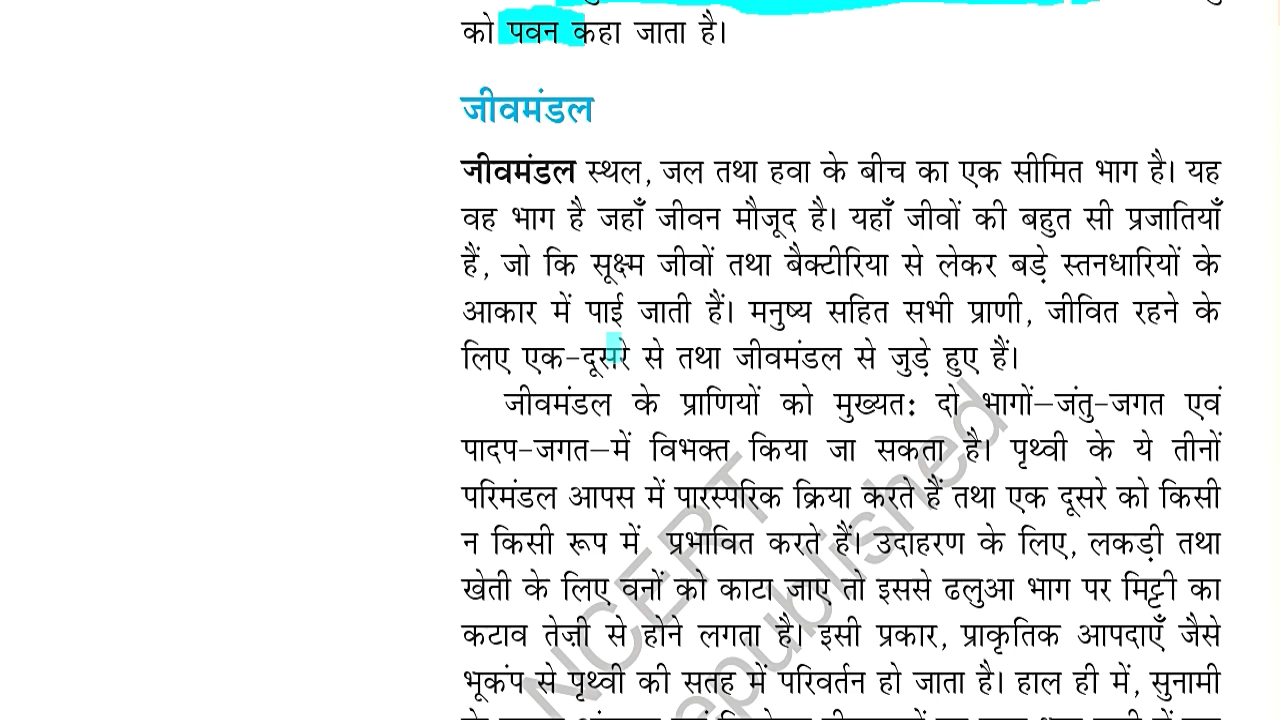 को पवन कहा जाता है।
जीवमंडल
जीवमंडल स्थल, जल तथा हवा के बीच का एक सीमित भाग है। यह
वह भाग है जहाँ जीवन मौजूद है। यहाँ जीवों की बहुत सी प्रजातियाँ
हैं, जो कि सूक्ष्म जीवों तथा बैक्टीरिया से लेकर बड़े स्तनधारियों के
आकार में पाई जाती हैं। मनुष्य सहित सभी प्राणी, जीवित रहने के
लिए एक-दूसरे से तथा जीवमंडल से जुड़े हुए हैं।
जीवमंडल के प्राणियों को मुख्यतः दो भागों—जंतु-जगत एवं
पादप-जगत—में विभक्त किया जा सकता है। पृथ्वी के ये तीनों
परिमंडल आपस में पारस्परिक क्रिया करते हैं तथा एक दूसरे को किसी
न किसी रूप में प्रभावित करते हैं। उदाहरण के लिए, लकड़ी तथा
खेती के लिए वनों को काटा जाए तो इससे ढलुआ भाग पर मिट्टी का
कटाव तेज़ी से होने लगता है। इसी प्रकार, प्राकृतिक आपदाएँ जैसे
भूकंप से पृथ्वी की सतह में परिवर्तन हो जाता है। हाल ही में, सुनामी
NCERT
republished